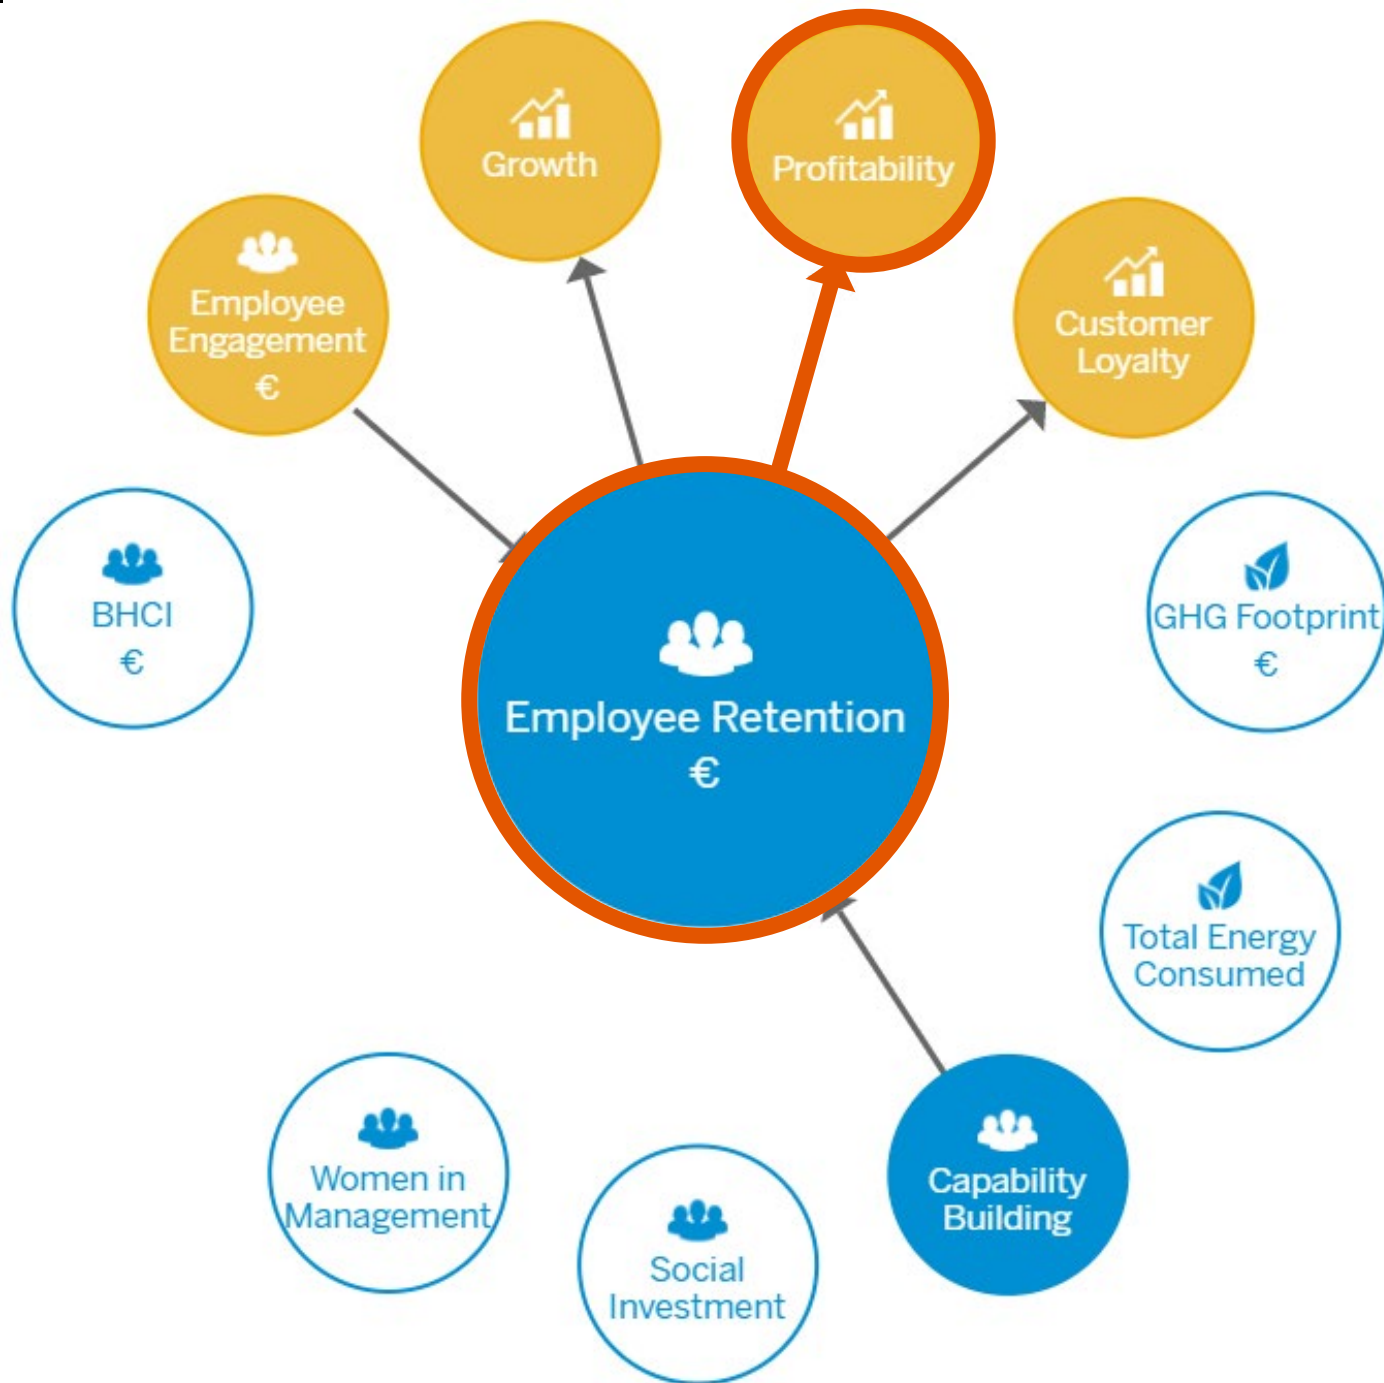 Growth
Profitability
Employee
Engagement
€
Customer
Loyalty
BHCI
€
GHG Footprint
€
Employee Retention
€
Total Energy
Consumed
Women in
Management
Capability
Building
Social
Investment